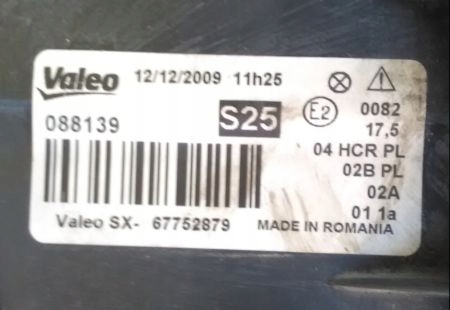 Valeo 12/12/2009 11h25
088139 S25 E2 0082
17,5
04 HCR PL
02B PL
02A
01 1a
Valeo SX- 67752879 MADE IN ROMANIA